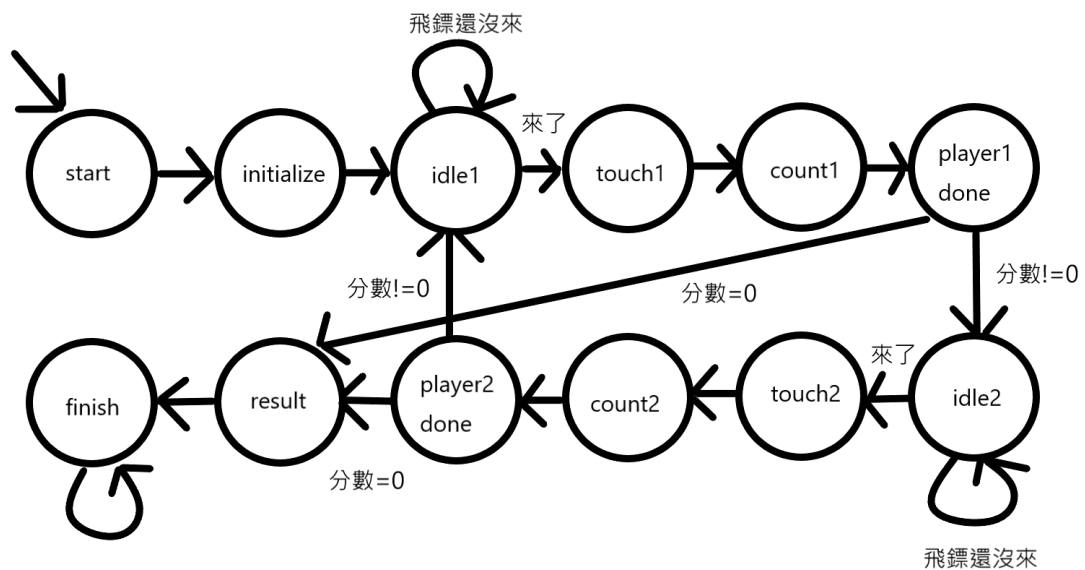 飛鏢還沒來
來了
start
initialize
idle1
touch1
count1
player1
done
分數!=0
分數=0
分數!=0
來了
finish
result
player2
done
count2
touch2
idle2
分數=0
飛鏢還沒來